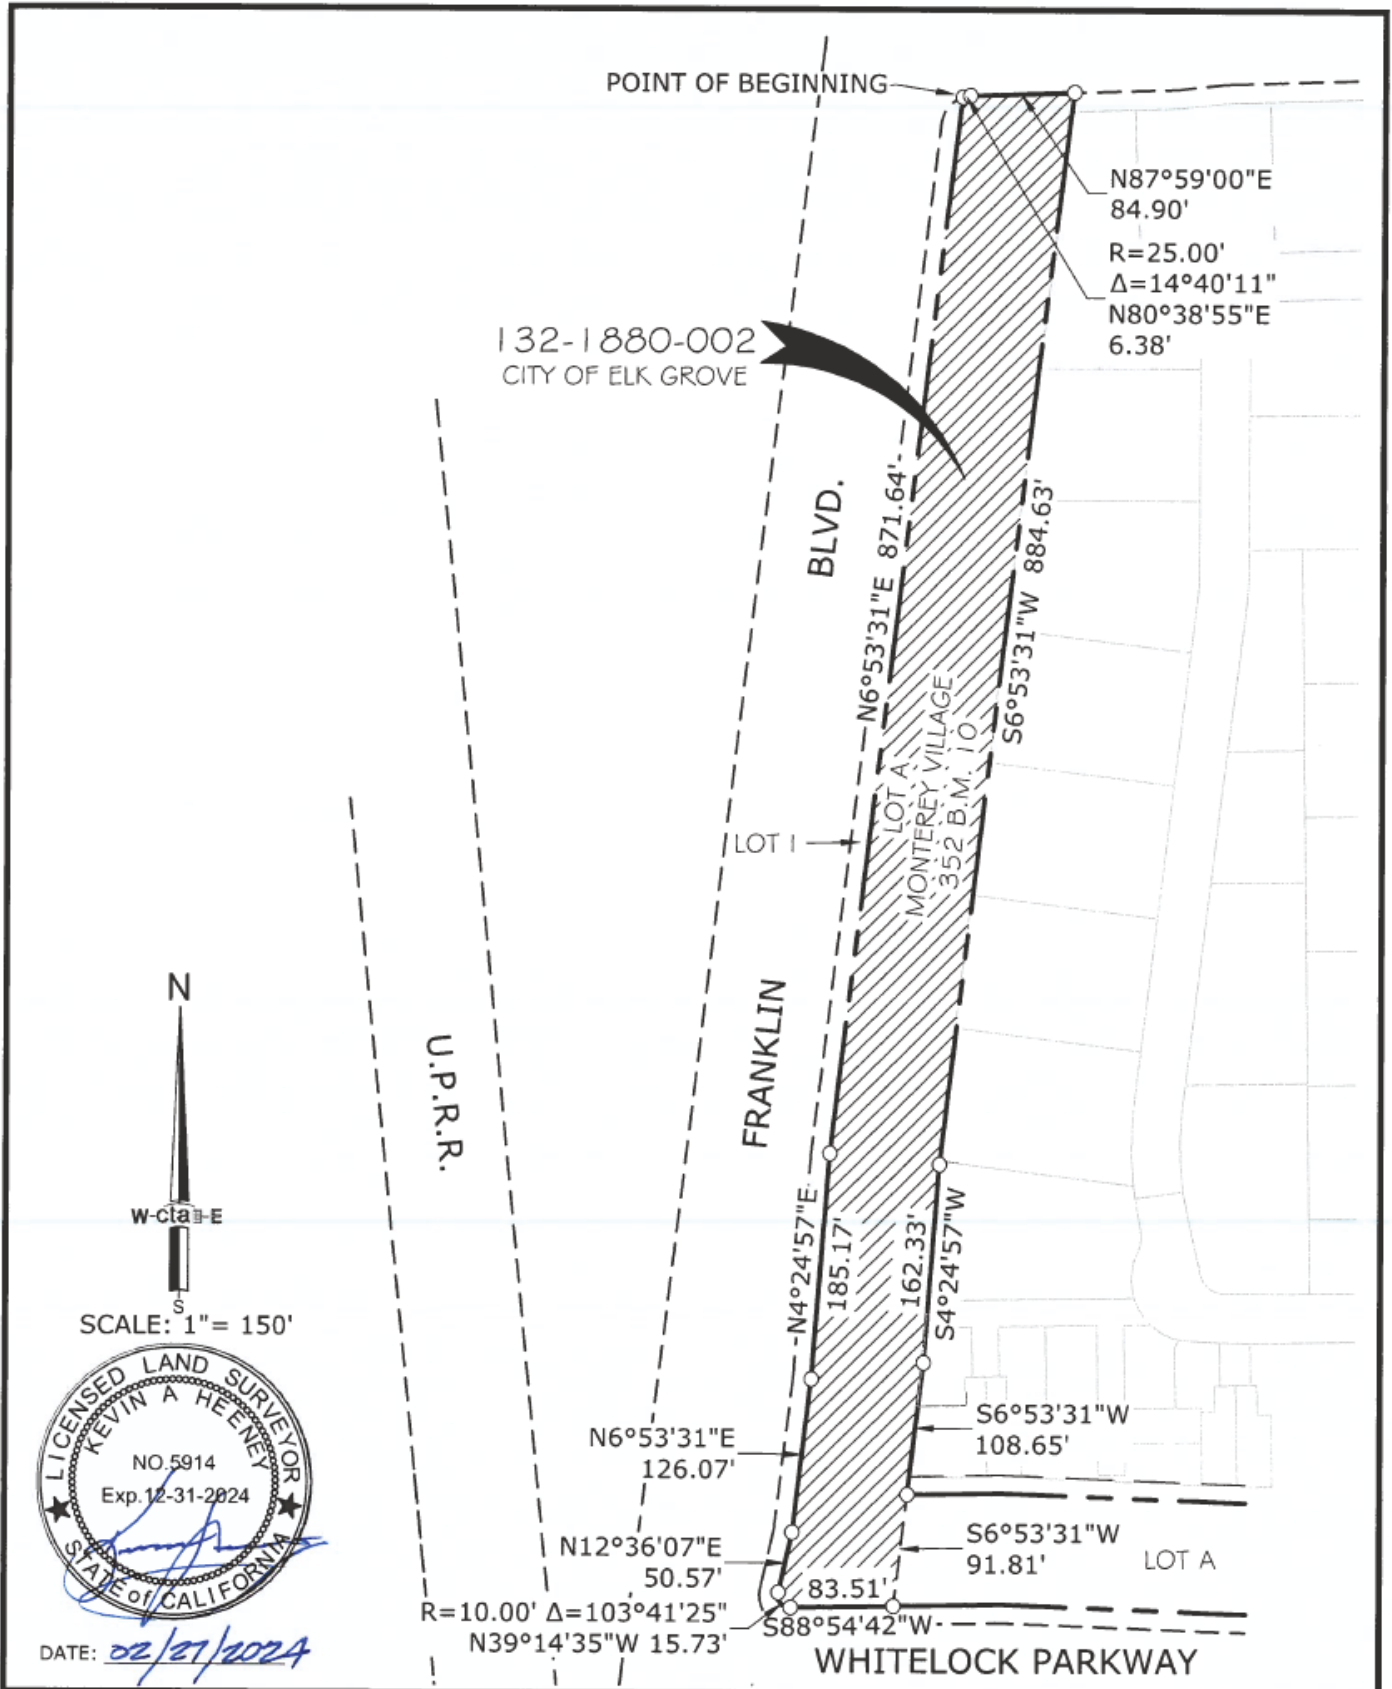 POINT OF BEGINNING
N87°59'00"E
84.90'
R=25.00'
Δ=14°40'11"
N80°38'55"E
6.38'
132-1880-002
CITY OF ELK GROVE
BLVD.
N6°53'31"E 871.64'
S6°53'31"W 884.63'
LOT A
MONTEREY VILLAGE
352 B.M. 10
LOT I
FRANKLIN
U.P.R.R.
N
W-cta-E
S
SCALE: 1"= 150'
N4°24'57"E
185.17'
162.33'
S4°24'57"W
N6°53'31"E
126.07'
S6°53'31"W
108.65'
N12°36'07"E
50.57'
S6°53'31"W
91.81'
LOT A
83.51'
R=10.00' Δ=103°41'25"
S88°54'42"W
N39°14'35"W 15.73'
WHITELOCK PARKWAY
LICENSED LAND SURVEYOR
KEVIN A HEENEY
NO.5914
Exp.12-31-2024
STATE of CALIFORNIA
DATE: 02/27/2024